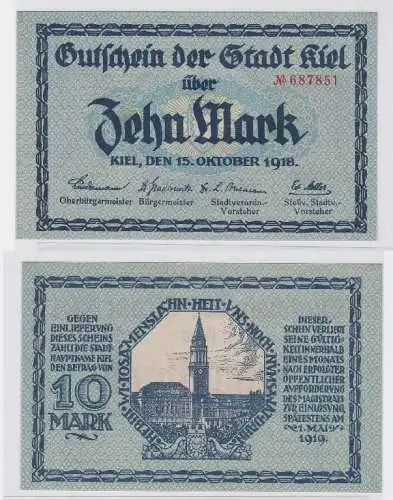 Gutschein der Stadt Kiel
über
№ 687851
Zehn Mark
KIEL, DEN 15. OKTOBER 1918.
Oberbürgermeister Bürgermeister Stadtverordn.- Vorsteher Stellv. Stadtv.- Vorsteher
GEGEN
EINLIEFERUNG
DIESES SCHEINS
ZAHLT DIE STADT-
HAUPTKASSE KIEL
DEN BETRAG VON
10
MARK
DIESER
SCHEIN VERLIERT
SEINE GÜLTIG-
KEIT INNERHALB
EINES MONATS
NACH ERFOLGTER
ÖFFENTLICHER
AUFFORDERUNG
DES MAGISTRATS
ZUR EINLÖSUNG,
SPÄTESTENS AM
1. MAI
1919.